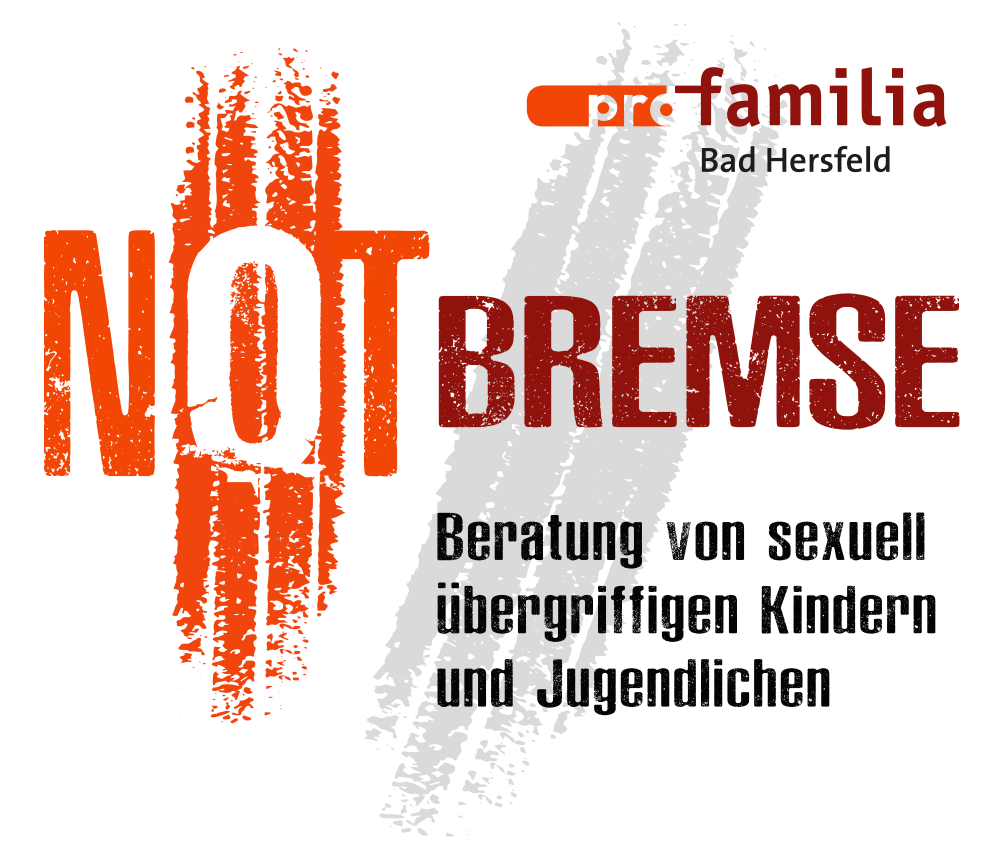 pro familia
Bad Hersfeld
NOT BREMSE
Beratung von sexuell
übergriffigen Kindern
und Jugendlichen